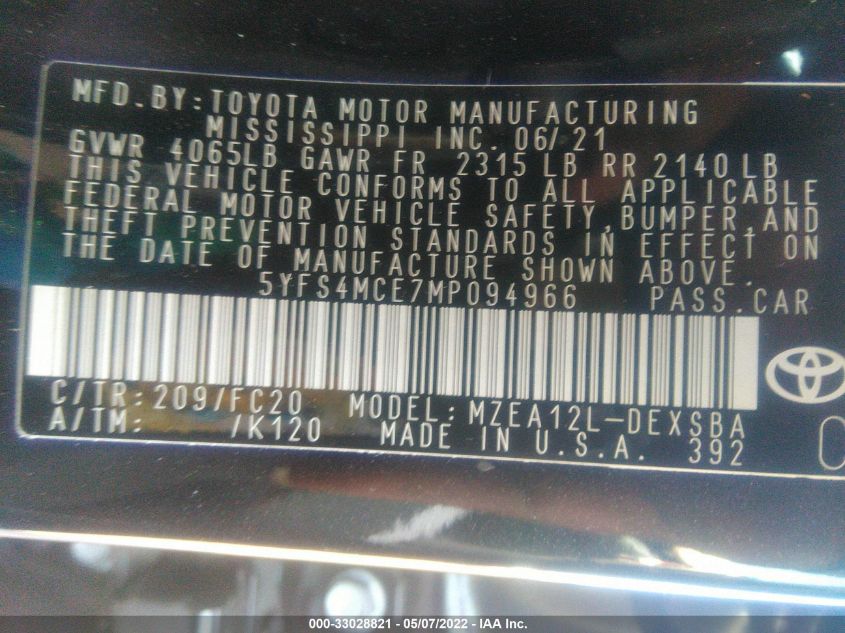 MFD. BY: TOYOTA MOTOR MANUFACTURING
MISSISSIPPI INC. 06/21
GVWR 4065LB GAWR FR 2315 LB RR 2140 LB
THIS VEHICLE CONFORMS TO ALL APPLICABLE
FEDERAL MOTOR VEHICLE SAFETY, BUMPER, AND
THEFT PREVENTION STANDARDS IN EFFECT ON
THE DATE OF MANUFACTURE SHOWN ABOVE.
5YFS4MCE7MP094966 PASS. CAR
C/TR: 209/FC20 MODEL: MZEA12L-DEXSBA
A/TM: /K120 MADE IN U.S.A. 392
000-33028821 - 05/07/2022 - IAA Inc.